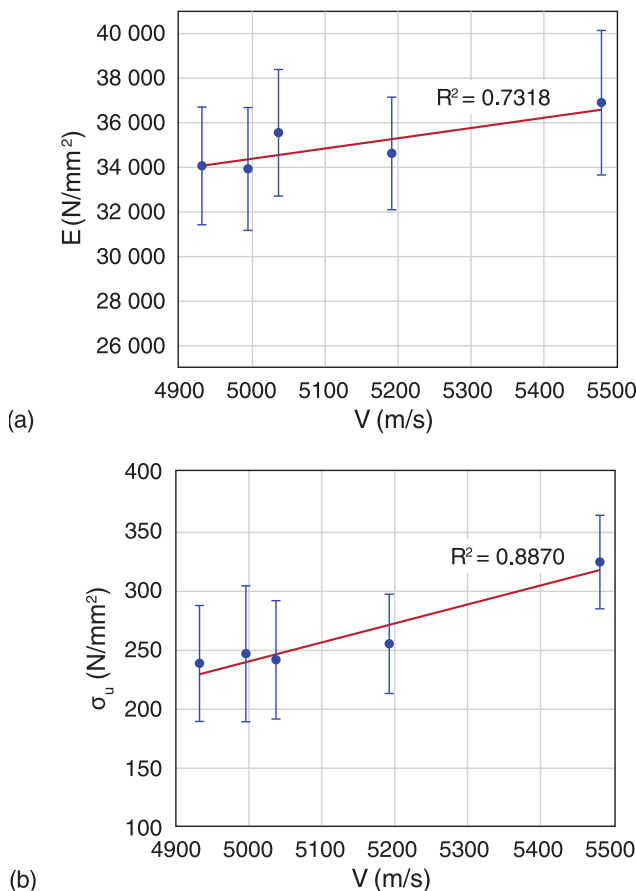 40 000
38 000
36 000
34 000
32 000
30 000
28 000
26 000
E (N/mm²)
R² = 0.7318
4900 5000 5100 5200 5300 5400 5500
V (m/s)
(a)
400
350
300
250
200
150
100
σu (N/mm²)
R² = 0.8870
4900 5000 5100 5200 5300 5400 5500
V (m/s)
(b)